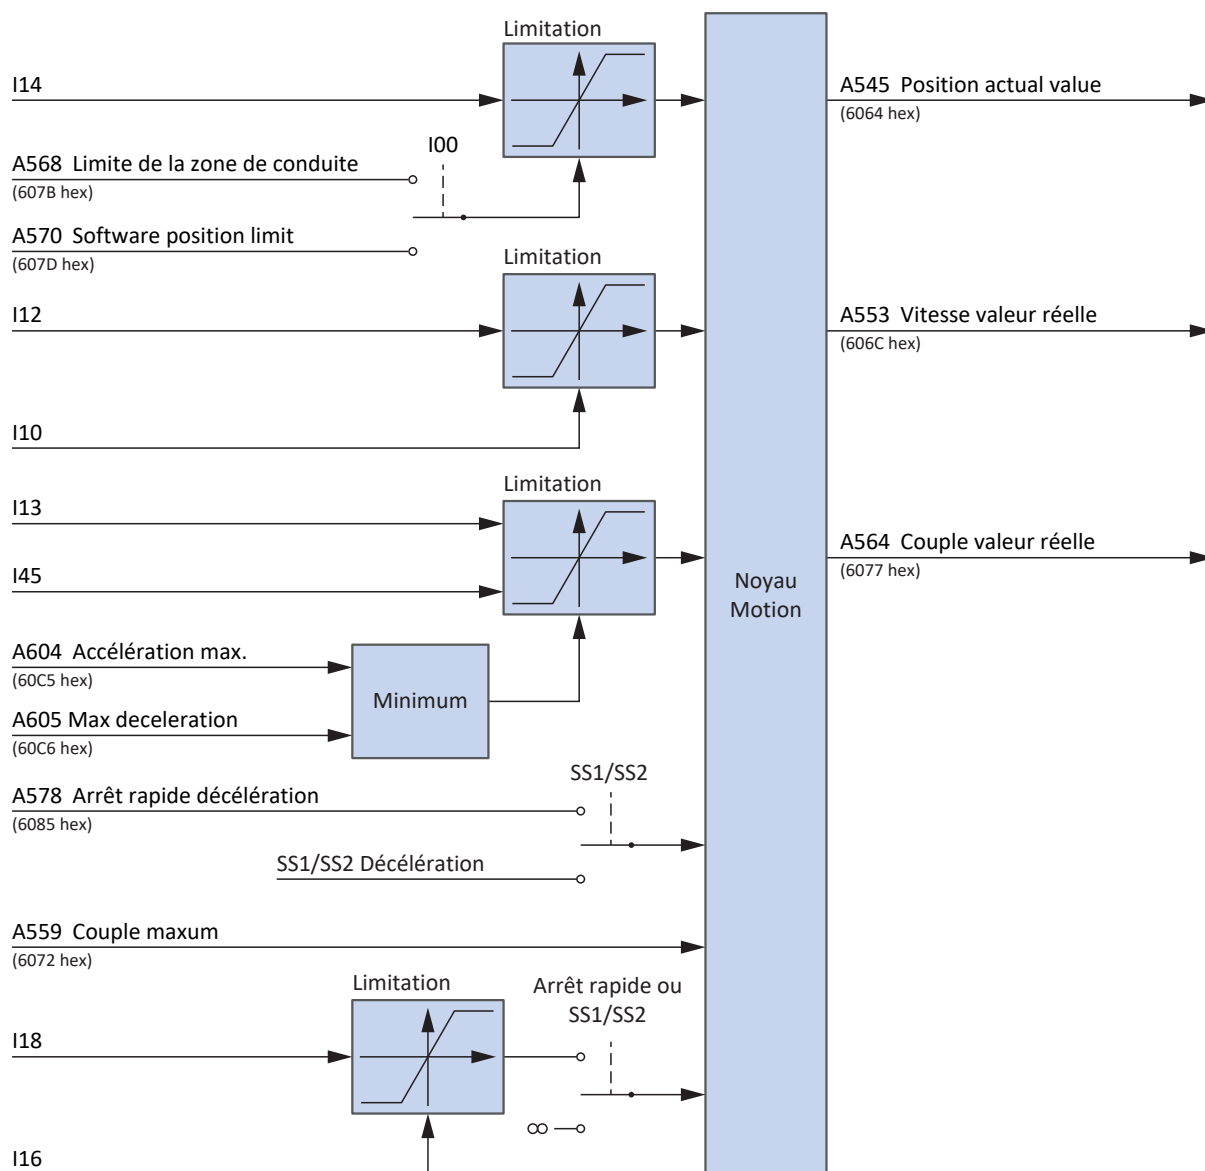 Limitation
I14
A545 Position actual value
(6064 hex)
I00
A568 Limite de la zone de conduite
(607B hex)
A570 Software position limit
(607D hex)
Limitation
I12
A553 Vitesse valeur réelle
(606C hex)
I10
Limitation
I13
A564 Couple valeur réelle
(6077 hex)
I45
Noyau
Motion
A604 Accélération max.
(60C5 hex)
Minimum
A605 Max deceleration
(60C6 hex)
SS1/SS2
A578 Arrêt rapide décélération
(6085 hex)
SS1/SS2 Décélération
A559 Couple maxum
(6072 hex)
Limitation
Arrêt rapide ou
SS1/SS2
I18
∞
I16